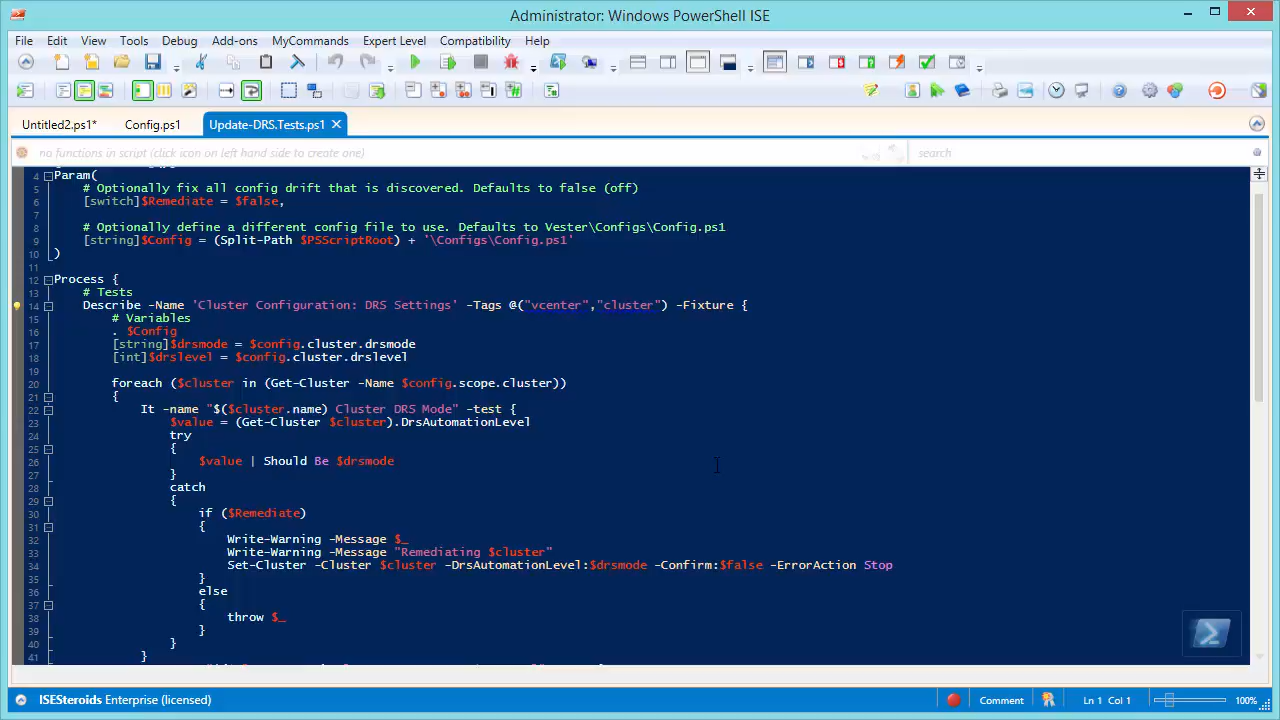 Administrator: Windows PowerShell ISE
File Edit View Tools Debug Add-ons MyCommands Expert Level Compatibility Help
Untitled2.ps1* Config.ps1 Update-DRS.Tests.ps1
no functions in script (click icon on left hand side to create one) search
4 Param(
5 # Optionally fix all config drift that is discovered. Defaults to false (off)
6 [switch]$Remediate = $false,
7
8 # Optionally define a different config file to use. Defaults to Vester\Configs\Config.ps1
9 [string]$Config = (Split-Path $PSScriptRoot) + '\Configs\Config.ps1'
10 )
11
12 Process {
13 # Tests
14 Describe -Name 'Cluster Configuration: DRS Settings' -Tags @("vcenter","cluster") -Fixture {
15 # Variables
16 . $Config
17 [string]$drsmode = $config.cluster.drsmode
18 [int]$drslevel = $config.cluster.drslevel
19
20 foreach ($cluster in (Get-Cluster -Name $config.scope.cluster))
21 {
22 It -name "$($cluster.name) Cluster DRS Mode" -test {
23 $value = (Get-Cluster $cluster).DrsAutomationLevel
24 try
25 {
26 $value | Should Be $drsmode
27 }
28 catch
29 {
30 if ($Remediate)
31 {
32 Write-Warning -Message $_
33 Write-Warning -Message "Remediating $cluster"
34 Set-Cluster -Cluster $cluster -DrsAutomationLevel:$drsmode -Confirm:$false -ErrorAction Stop
35 }
36 else
37 {
38 throw $_
39 }
40 }
41 }
ISESteroids Enterprise (licensed) Comment Ln 1 Col 1 100%